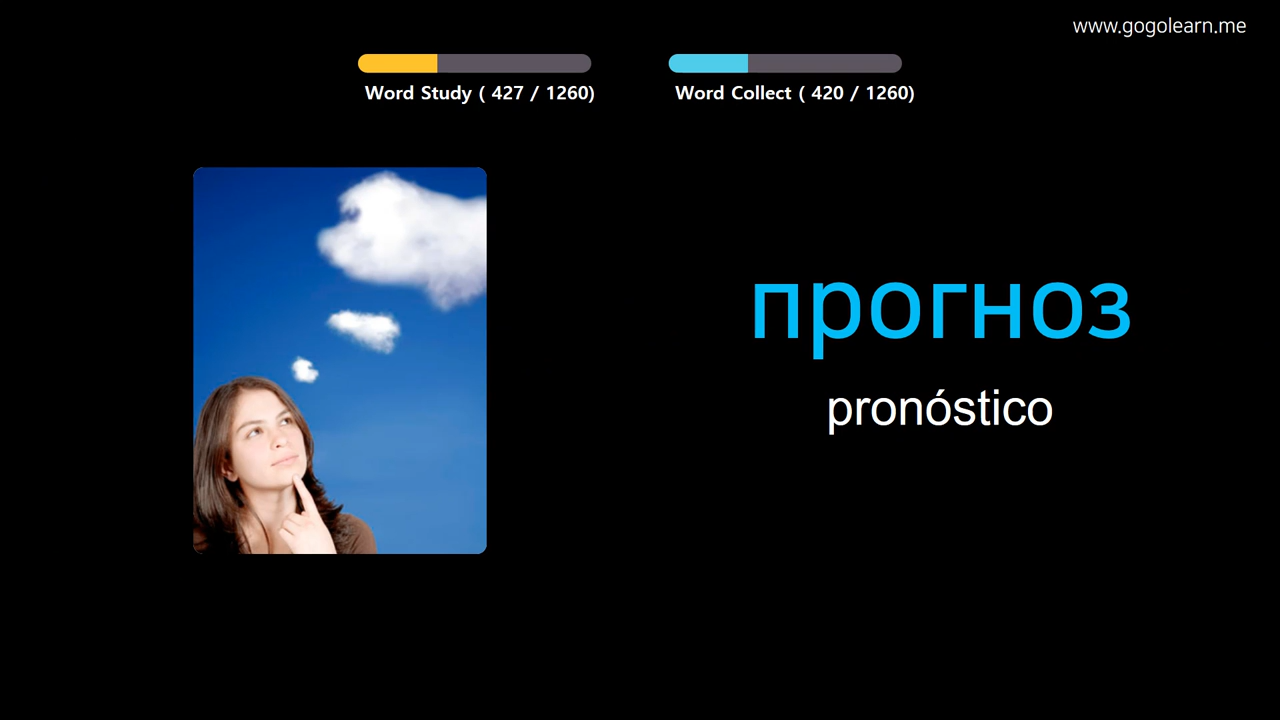 www.gogolearn.me
Word Study ( 427 / 1260)
Word Collect ( 420 / 1260)
прогноз
pronóstico